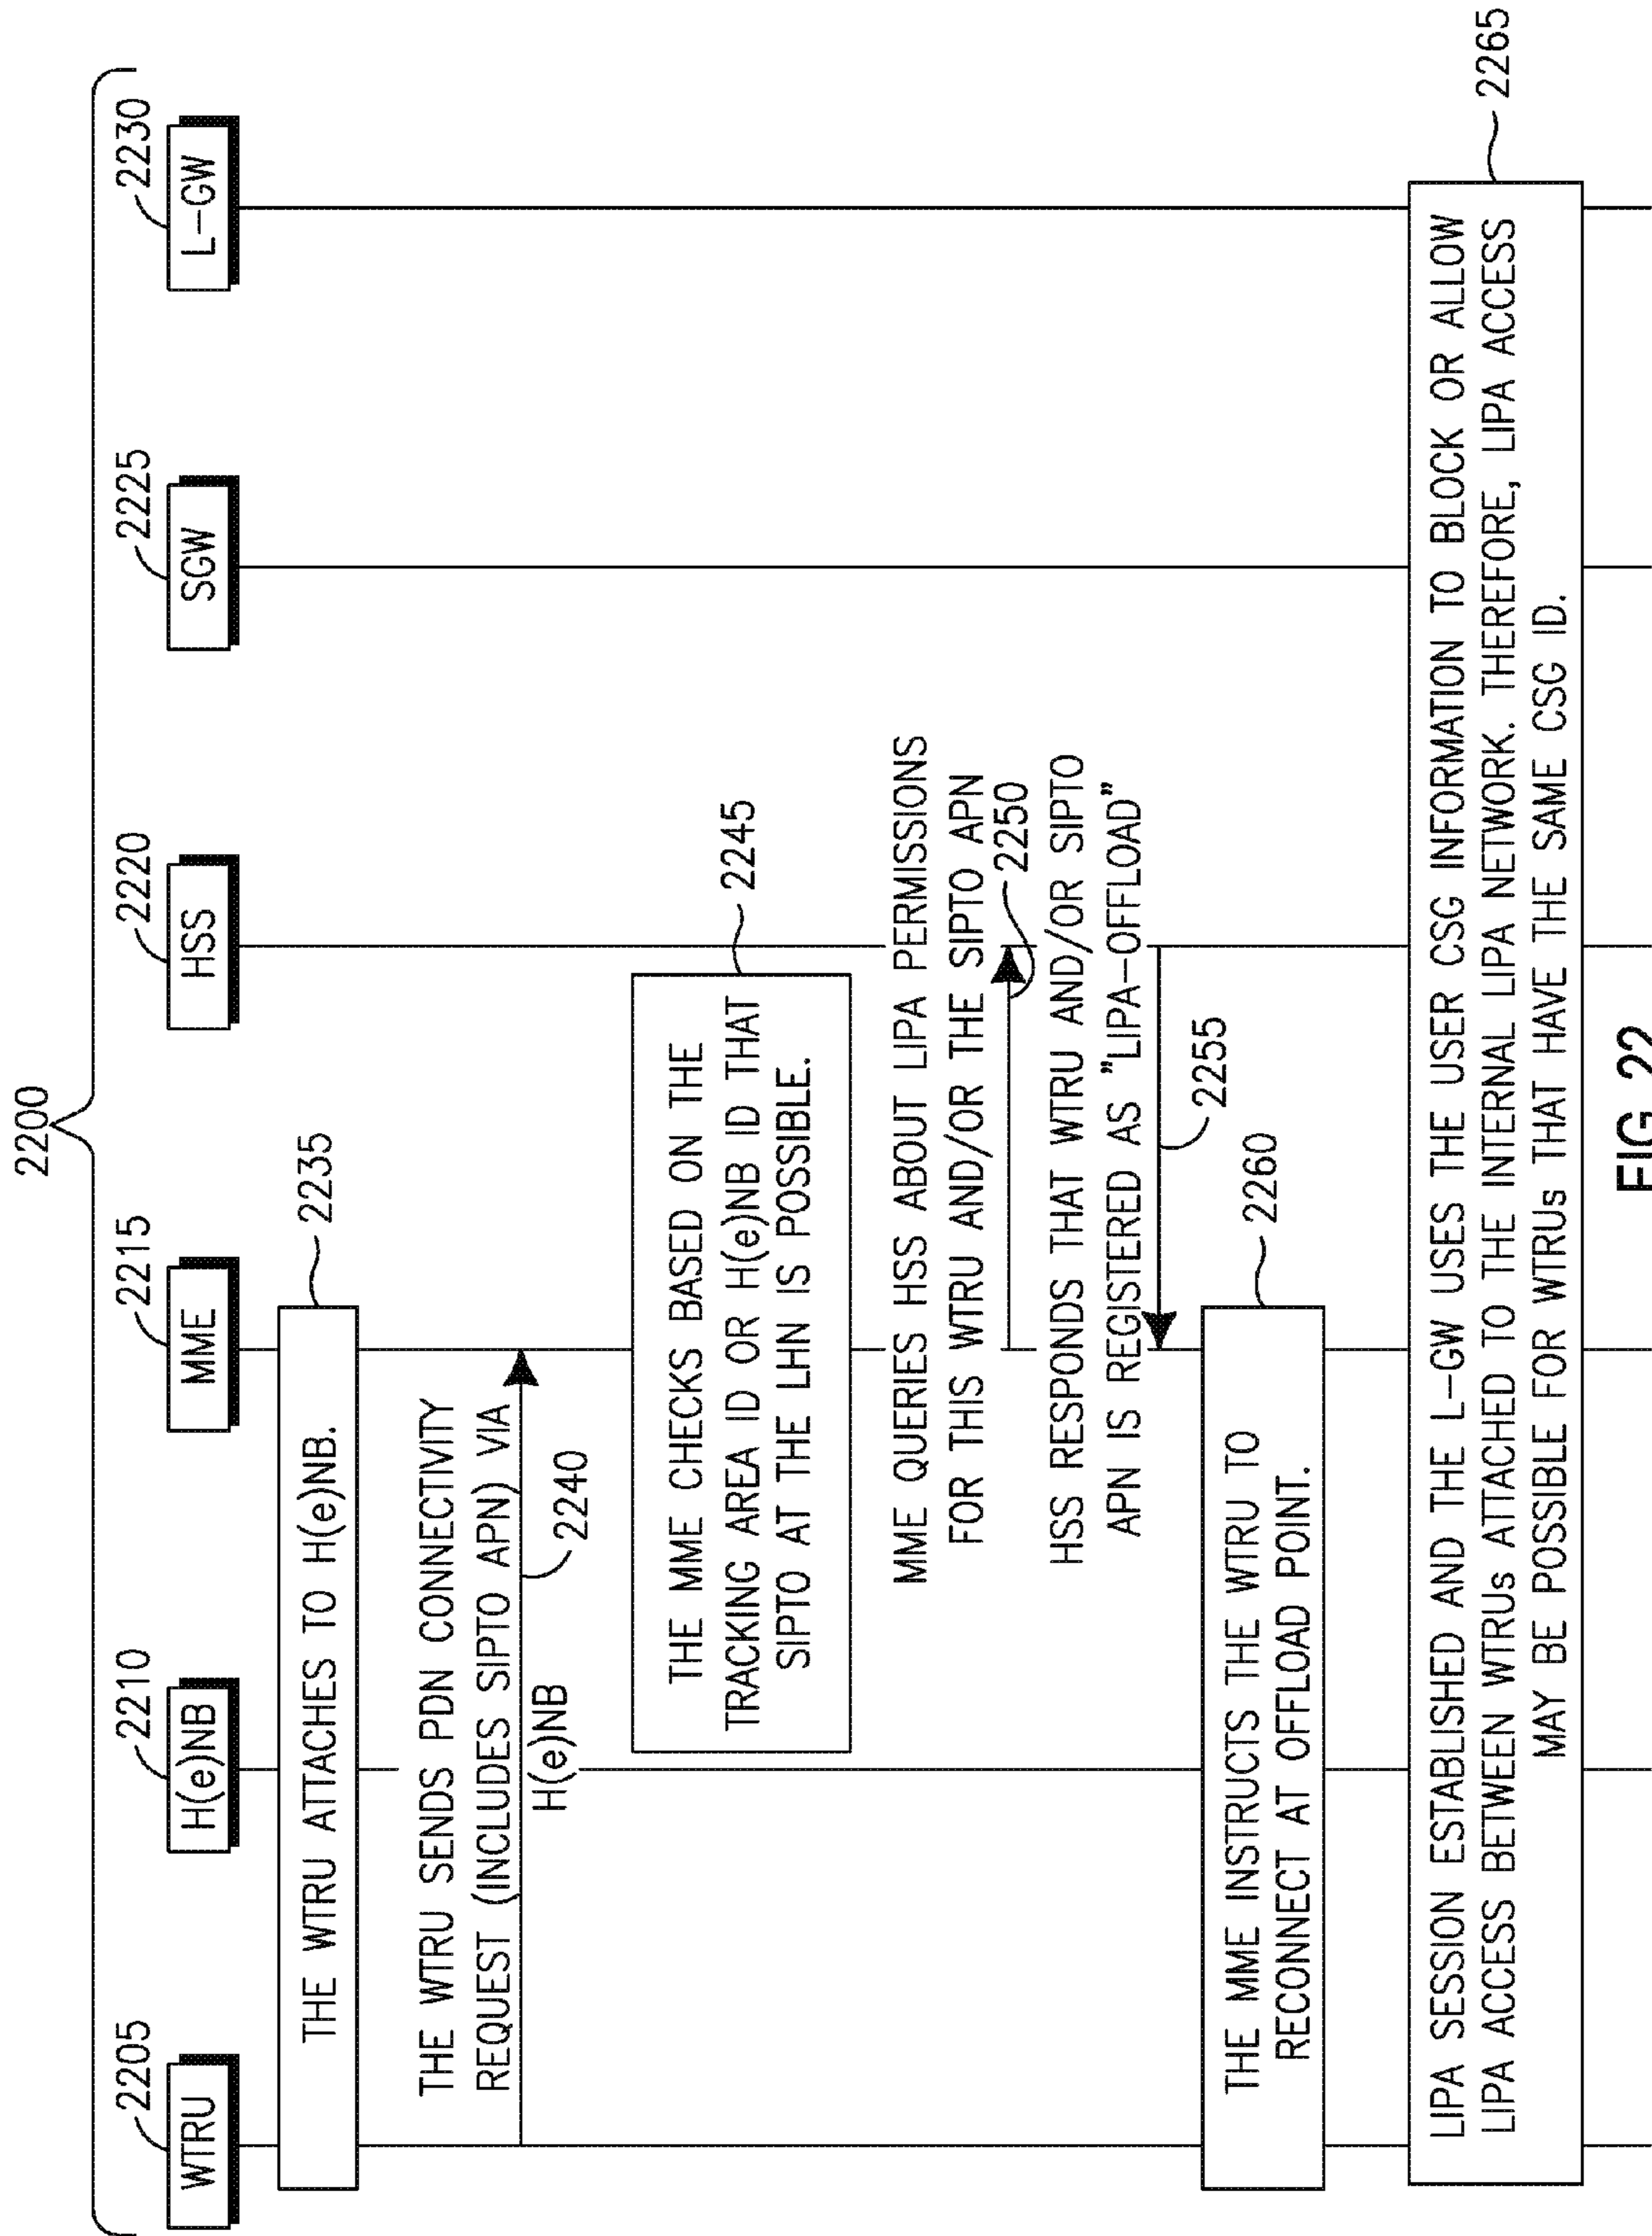 2200
2205
2210
2215
2220
2225
2230
WTRU
H(e)NB
MME
HSS
SGW
L-GW
2235
THE WTRU ATTACHES TO H(e)NB.
THE WTRU SENDS PDN CONNECTIVITY
REQUEST (INCLUDES SIPTO APN) VIA
H(e)NB
2240
2245
THE MME CHECKS BASED ON THE
TRACKING AREA ID OR H(e)NB ID THAT
SIPTO AT THE LHN IS POSSIBLE.
MME QUERIES HSS ABOUT LIPA PERMISSIONS
FOR THIS WTRU AND/OR THE SIPTO APN
2250
HSS RESPONDS THAT WTRU AND/OR SIPTO
APN IS REGISTERED AS "LIPA-OFFLOAD"
2255
2260
THE MME INSTRUCTS THE WTRU TO
RECONNECT AT OFFLOAD POINT.
LIPA SESSION ESTABLISHED AND THE L-GW USES THE USER CSG INFORMATION TO BLOCK OR ALLOW
LIPA ACCESS BETWEEN WTRUs ATTACHED TO THE INTERNAL LIPA NETWORK. THEREFORE, LIPA ACCESS
MAY BE POSSIBLE FOR WTRUs THAT HAVE THE SAME CSG ID.
2265
FIG. 22